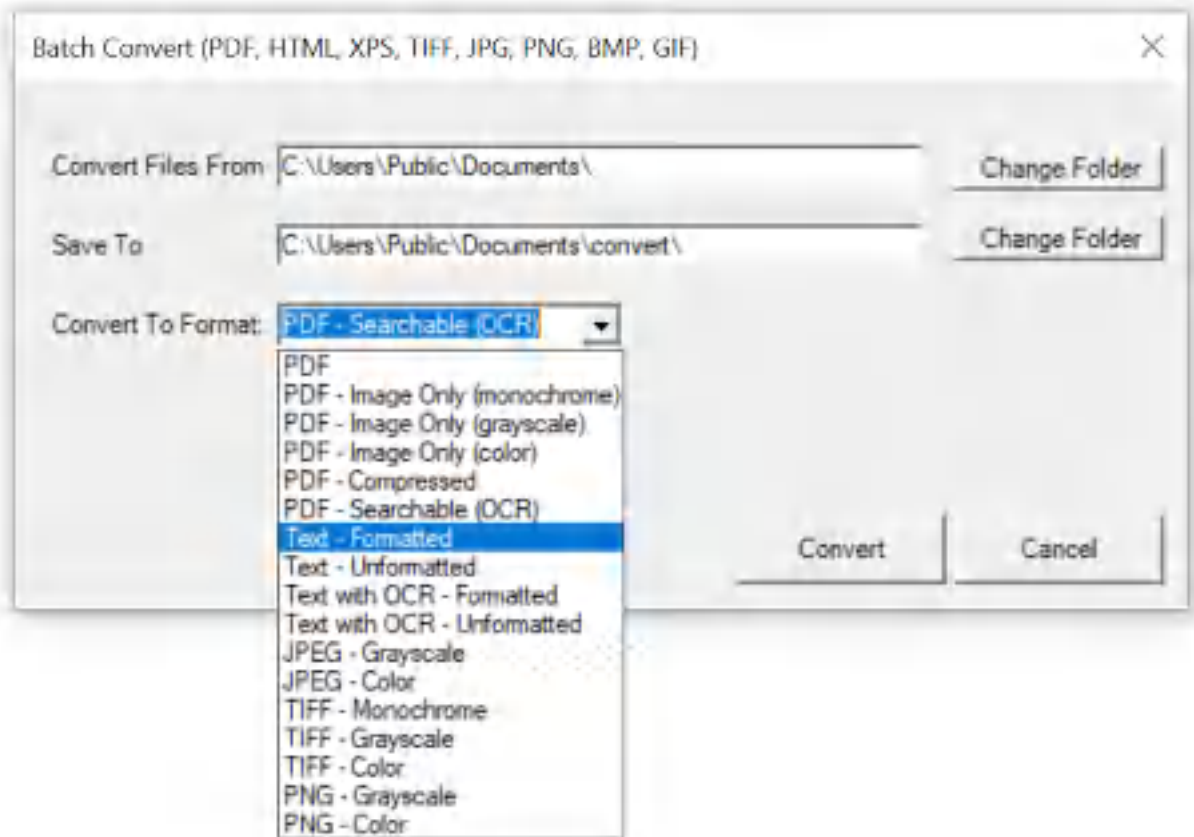 Batch Convert (PDF, HTML, XPS, TIFF, JPG, PNG, BMP, GIF)
Convert Files From C:\Users\Public\Documents\ Change Folder
Save To C:\Users\Public\Documents\convert\ Change Folder
Convert To Format: PDF - Searchable (OCR)
PDF
PDF - Image Only (monochrome)
PDF - Image Only (grayscale)
PDF - Image Only (color)
PDF - Compressed
PDF - Searchable (OCR)
Text - Formatted
Text - Unformatted
Text with OCR - Formatted
Text with OCR - Unformatted
JPEG - Grayscale
JPEG - Color
TIFF - Monochrome
TIFF - Grayscale
TIFF - Color
PNG - Grayscale
PNG - Color
Convert Cancel